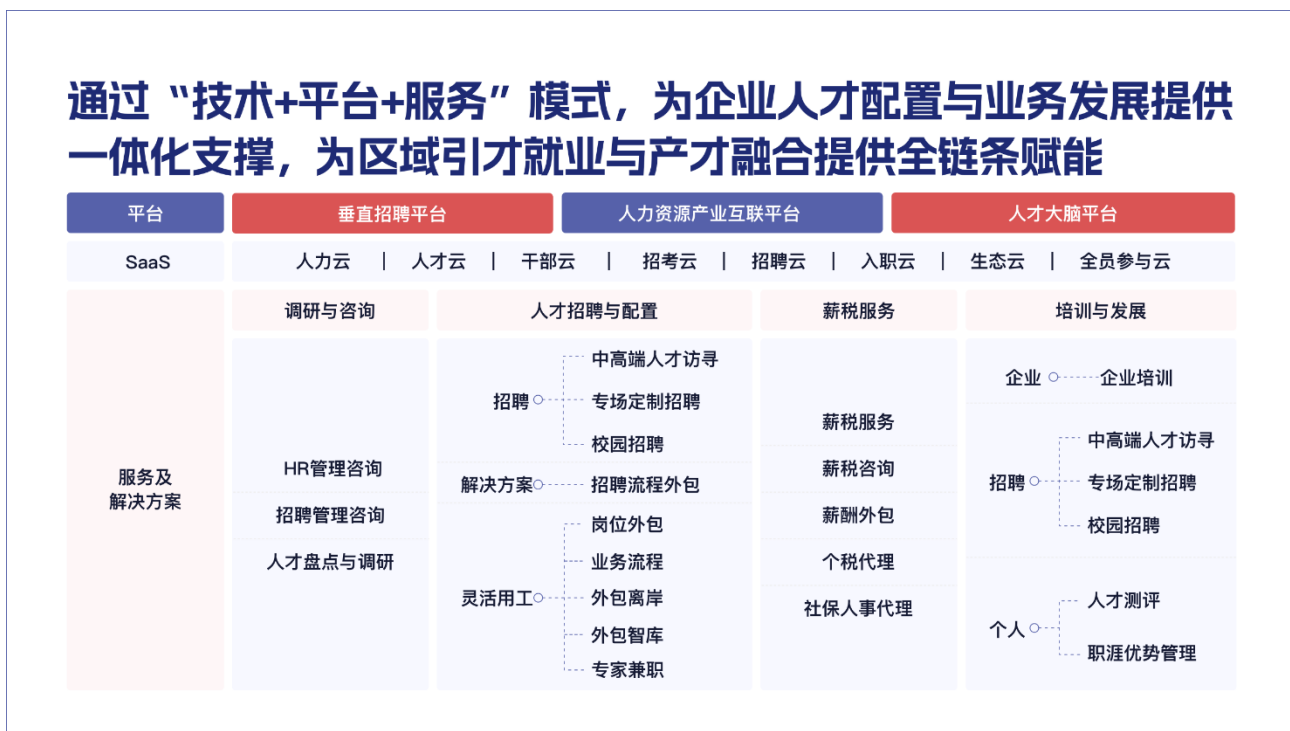 通过“技术+平台+服务”模式，为企业人才配置与业务发展提供
一体化支撑，为区域引才就业与产才融合提供全链条赋能
平台
垂直招聘平台
人力资源产业互联平台
人才大脑平台
SaaS
人力云 | 人才云 | 干部云 | 招考云 | 招聘云 | 入职云 | 生态云 | 全员参与云
服务及
解决方案
调研与咨询
HR管理咨询
招聘管理咨询
人才盘点与调研
人才招聘与配置
招聘
中高端人才访寻
专场定制招聘
校园招聘
解决方案
招聘流程外包
灵活用工
岗位外包
业务流程
外包离岸
外包智库
专家兼职
薪税服务
薪税服务
薪税咨询
薪酬外包
个税代理
社保人事代理
培训与发展
企业
企业培训
招聘
中高端人才访寻
专场定制招聘
校园招聘
个人
人才测评
职涯优势管理